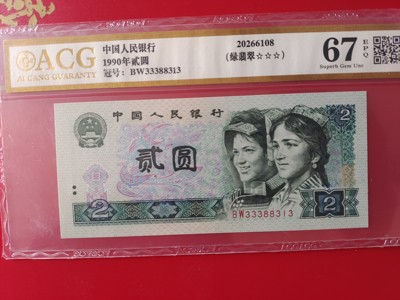 ACG
AI CANG GUARANTY
中国人民银行
1990年贰圆
冠号：BW33388313
20266108
(绿翡翠☆☆☆)
67 EPQ
Superb Gem Unc
中国人民银行
2
贰圆
BW33388313
2
2